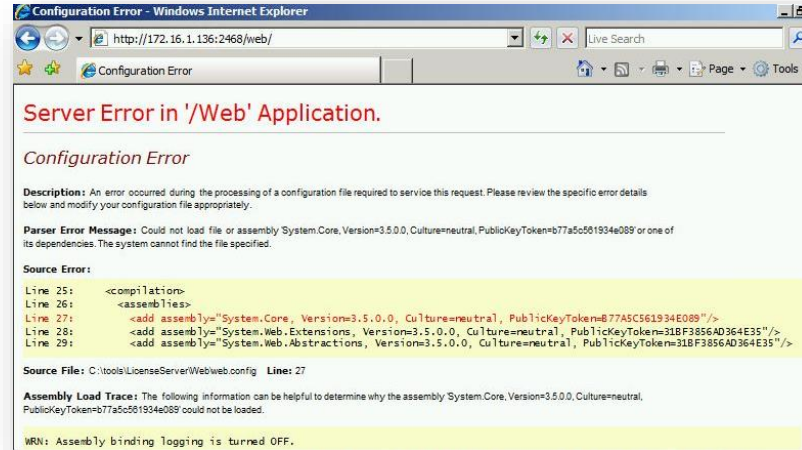 Configuration Error - Windows Internet Explorer
http://172.16.1.136:2468/web/
Live Search
Configuration Error
Page
Tools
Server Error in '/Web' Application.
Configuration Error
Description: An error occurred during the processing of a configuration file required to service this request. Please review the specific error details
below and modify your configuration file appropriately.
Parser Error Message: Could not load file or assembly 'System.Core, Version=3.5.0.0, Culture=neutral, PublicKeyToken=b77a5c561934e089' or one of
its dependencies. The system cannot find the file specified.
Source Error:
Line 25: <compilation>
Line 26: <assemblies>
Line 27: <add assembly="System.Core, Version=3.5.0.0, Culture=neutral, PublicKeyToken=B77A5C561934E089"/>
Line 28: <add assembly="System.Web.Extensions, Version=3.5.0.0, Culture=neutral, PublicKeyToken=31BF3856AD364E35"/>
Line 29: <add assembly="System.Web.Abstractions, Version=3.5.0.0, Culture=neutral, PublicKeyToken=31BF3856AD364E35"/>
Source File: C:\tools\LicenseServer\Web\web.config Line: 27
Assembly Load Trace: The following information can be helpful to determine why the assembly 'System.Core, Version=3.5.0.0, Culture=neutral,
PublicKeyToken=b77a5c561934e089' could not be loaded.
WRN: Assembly binding logging is turned OFF.